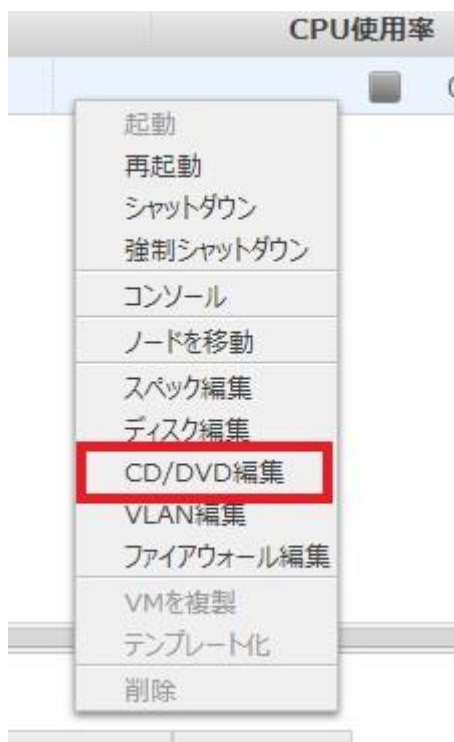 CPU使用率
起動
再起動
シャットダウン
強制シャットダウン
コンソール
ノードを移動
スペック編集
ディスク編集
CD/DVD編集
VLAN編集
ファイアウォール編集
VMを複製
テンプレート化
削除